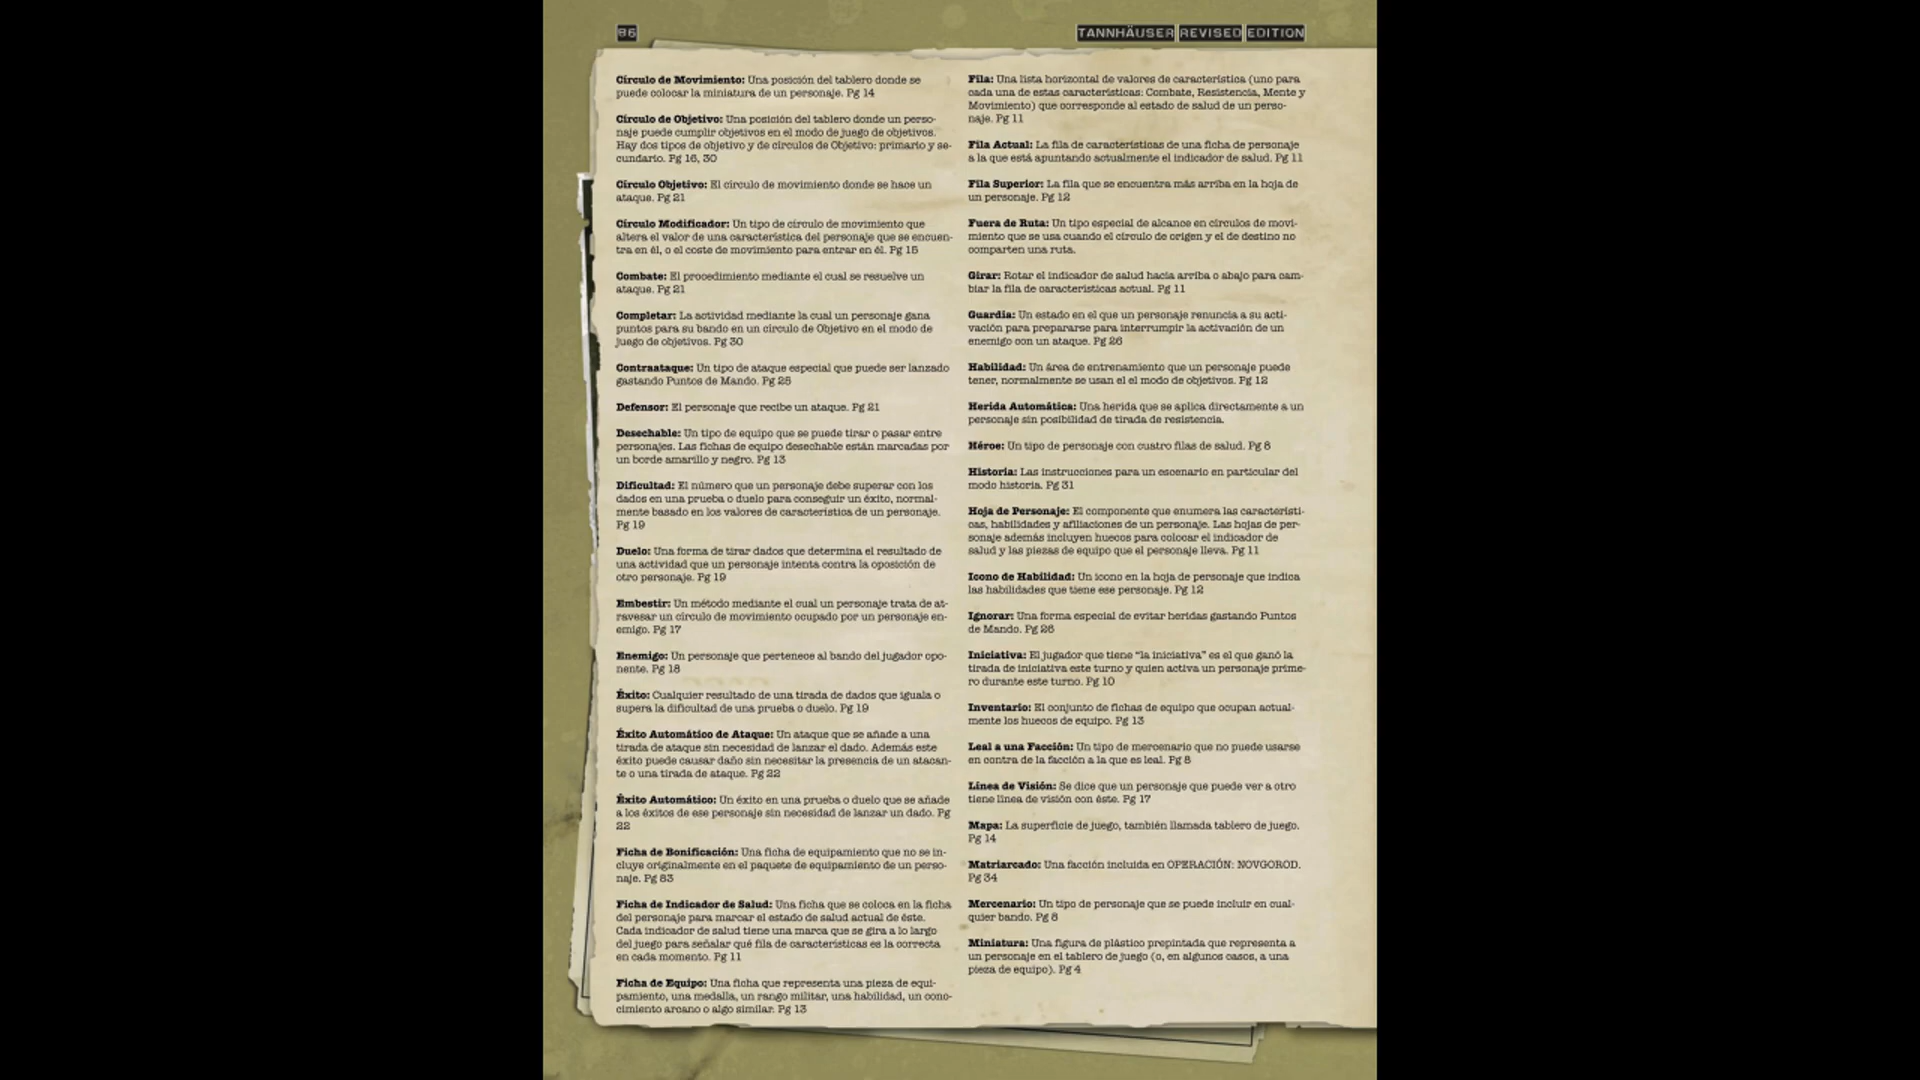 86
TANNHÄUSER REVISED EDITION
Círculo de Movimiento: Una posición del tablero donde se
puede colocar la miniatura de un personaje. Pg 14
Círculo de Objetivo: Una posición del tablero donde un perso-
naje puede cumplir objetivos en el modo de juego de objetivos.
Hay dos tipos de objetivo y de círculos de Objetivo: primario y se-
cundario. Pg 16, 30
Círculo Objetivo: El círculo de movimiento donde se hace un
ataque. Pg 21
Círculo Modificador: Un tipo de círculo de movimiento que
altera el valor de una característica del personaje que se encuen-
tra en él, o el coste de movimiento para entrar en él. Pg 15
Combate: El procedimiento mediante el cual se resuelve un
ataque. Pg 21
Completar: La actividad mediante la cual un personaje gana
puntos para su bando en un círculo de Objetivo en el modo de
juego de objetivos. Pg 30
Contraataque: Un tipo de ataque especial que puede ser lanzado
gastando Puntos de Mando. Pg 25
Defensor: El personaje que recibe un ataque. Pg 21
Desechable: Un tipo de equipo que se puede tirar o pasar entre
personajes. Las fichas de equipo desechable están marcadas por
un borde amarillo y negro. Pg 13
Dificultad: El número que un personaje debe superar con los
dados en una prueba o duelo para conseguir un éxito, normal-
mente basado en los valores de característica de un personaje.
Pg 19
Duelo: Una forma de tirar dados que determina el resultado de
una actividad que un personaje intenta contra la oposición de
otro personaje. Pg 19
Embestir: Un método mediante el cual un personaje trata de at-
ravesar un círculo de movimiento ocupado por un personaje en-
emigo. Pg 17
Enemigo: Un personaje que pertenece al bando del jugador opo-
nente. Pg 18
Éxito: Cualquier resultado de una tirada de dados que iguala o
supera la dificultad de una prueba o duelo. Pg 19
Éxito Automático de Ataque: Un ataque que se añade a una
tirada de ataque sin necesidad de lanzar el dado. Además este
éxito puede causar daño sin necesitar la presencia de un atacan-
te o una tirada de ataque. Pg 22
Éxito Automático: Un éxito en una prueba o duelo que se añade
a los éxitos de ese personaje sin necesidad de lanzar un dado. Pg
22
Ficha de Bonificación: Una ficha de equipamiento que no se in-
cluye originalmente en el paquete de equipamiento de un perso-
naje. Pg 83
Ficha de Indicador de Salud: Una ficha que se coloca en la ficha
del personaje para marcar el estado de salud actual de éste.
Cada indicador de salud tiene una marca que se gira a lo largo
del juego para señalar qué fila de características es la correcta
en cada momento. Pg 11
Ficha de Equipo: Una ficha que representa una pieza de equi-
pamiento, una medalla, un rango militar, una habilidad, un cono-
cimiento arcano o algo similar. Pg 13
Fila: Una lista horizontal de valores de característica (uno para
cada una de estas características: Combate, Resistencia, Mente y
Movimiento) que corresponde al estado de salud de un perso-
naje. Pg 11
Fila Actual: La fila de características de una ficha de personaje
a la que está apuntando actualmente el indicador de salud. Pg 11
Fila Superior: La fila que se encuentra más arriba en la hoja de
un personaje. Pg 12
Fuera de Ruta: Un tipo especial de alcance en círculos de movi-
miento que se usa cuando el círculo de origen y el de destino no
comparten una ruta.
Girar: Rotar el indicador de salud hacia arriba o abajo para cam-
biar la fila de características actual. Pg 11
Guardia: Un estado en el que un personaje renuncia a su acti-
vación para prepararse para interrumpir la activación de un
enemigo con un ataque. Pg 26
Habilidad: Un área de entrenamiento que un personaje puede
tener, normalmente se usan el el modo de objetivos. Pg 12
Herida Automática: Una herida que se aplica directamente a un
personaje sin posibilidad de tirada de resistencia.
Héroe: Un tipo de personaje con cuatro filas de salud. Pg 8
Historia: Las instrucciones para un escenario en particular del
modo historia. Pg 31
Hoja de Personaje: El componente que enumera las característi-
cas, habilidades y afiliaciones de un personaje. Las hojas de per-
sonaje además incluyen huecos para colocar el indicador de
salud y las piezas de equipo que el personaje lleva. Pg 11
Icono de Habilidad: Un icono en la hoja de personaje que indica
las habilidades que tiene ese personaje. Pg 12
Ignorar: Una forma especial de evitar heridas gastando Puntos
de Mando. Pg 26
Iniciativa: El jugador que tiene “la iniciativa” es el que ganó la
tirada de iniciativa este turno y quien activa un personaje prime-
ro durante este turno. Pg 10
Inventario: El conjunto de fichas de equipo que ocupan actual-
mente los huecos de equipo. Pg 13
Leal a una Facción: Un tipo de mercenario que no puede usarse
en contra de la facción a la que es leal. Pg 8
Línea de Visión: Se dice que un personaje que puede ver a otro
tiene línea de visión con éste. Pg 17
Mapa: La superficie de juego, también llamada tablero de juego.
Pg 14
Matriarcado: Una facción incluida en OPERACIÓN: NOVGOROD.
Pg 34
Mercenario: Un tipo de personaje que se puede incluir en cual-
quier bando. Pg 8
Miniatura: Una figura de plástico prepintada que representa a
un personaje en el tablero de juego (o, en algunos casos, a una
pieza de equipo). Pg 4